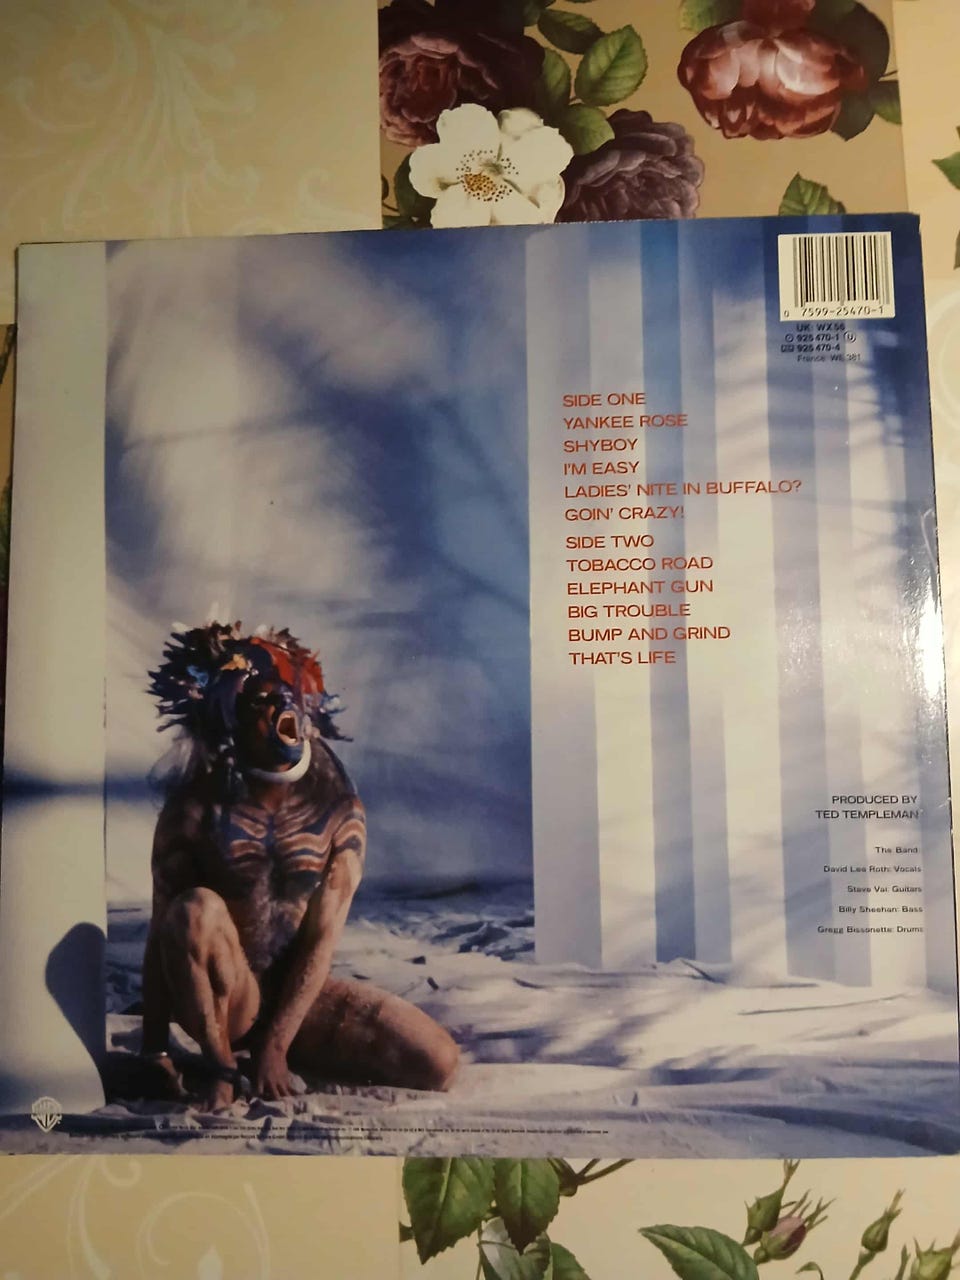 0 7599-25470-1
UK: WX 56
925 470-1 U
925 470-4
France: WE 381
SIDE ONE
YANKEE ROSE
SHYBOY
I'M EASY
LADIES' NITE IN BUFFALO?
GOIN' CRAZY!
SIDE TWO
TOBACCO ROAD
ELEPHANT GUN
BIG TROUBLE
BUMP AND GRIND
THAT'S LIFE
PRODUCED BY
TED TEMPLEMAN
The Band:
David Lee Roth: Vocals
Steve Vai: Guitars
Billy Sheehan: Bass
Gregg Bissonette: Drums